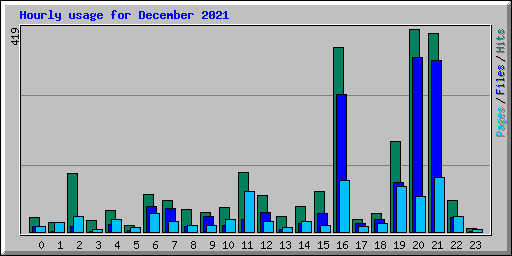 Hourly usage for December 2021
419
Pages/Files/Hits
0 1 2 3 4 5 6 7 8 9 10 11 12 13 14 15 16 17 18 19 20 21 22 23